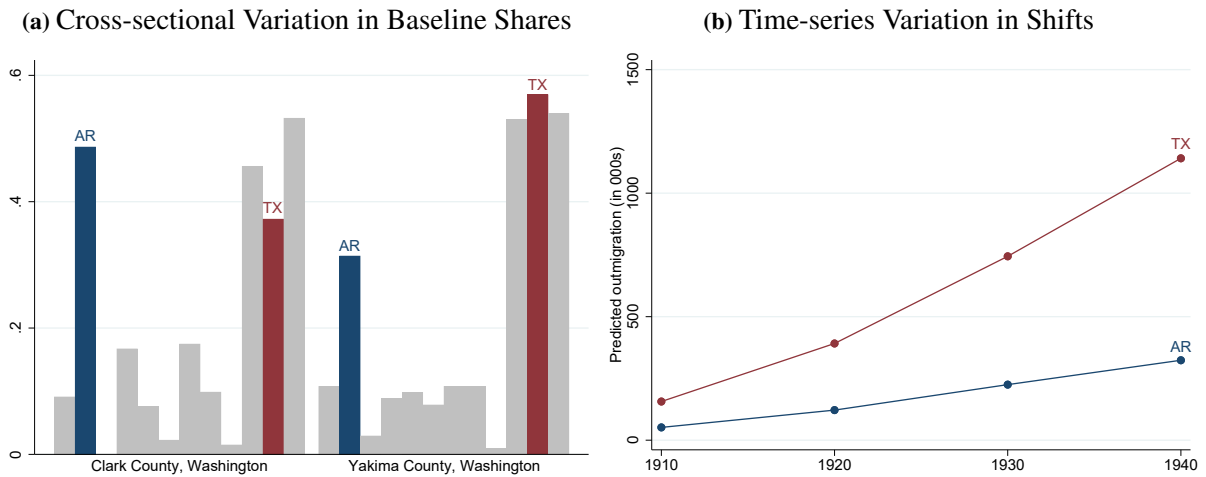 (a) Cross-sectional Variation in Baseline Shares
.6
.4
.2
0
AR
TX
AR
TX
Clark County, Washington
Yakima County, Washington
(b) Time-series Variation in Shifts
Predicted outmigration (in 000s)
1500
1000
500
0
TX
AR
1910 1920 1930 1940